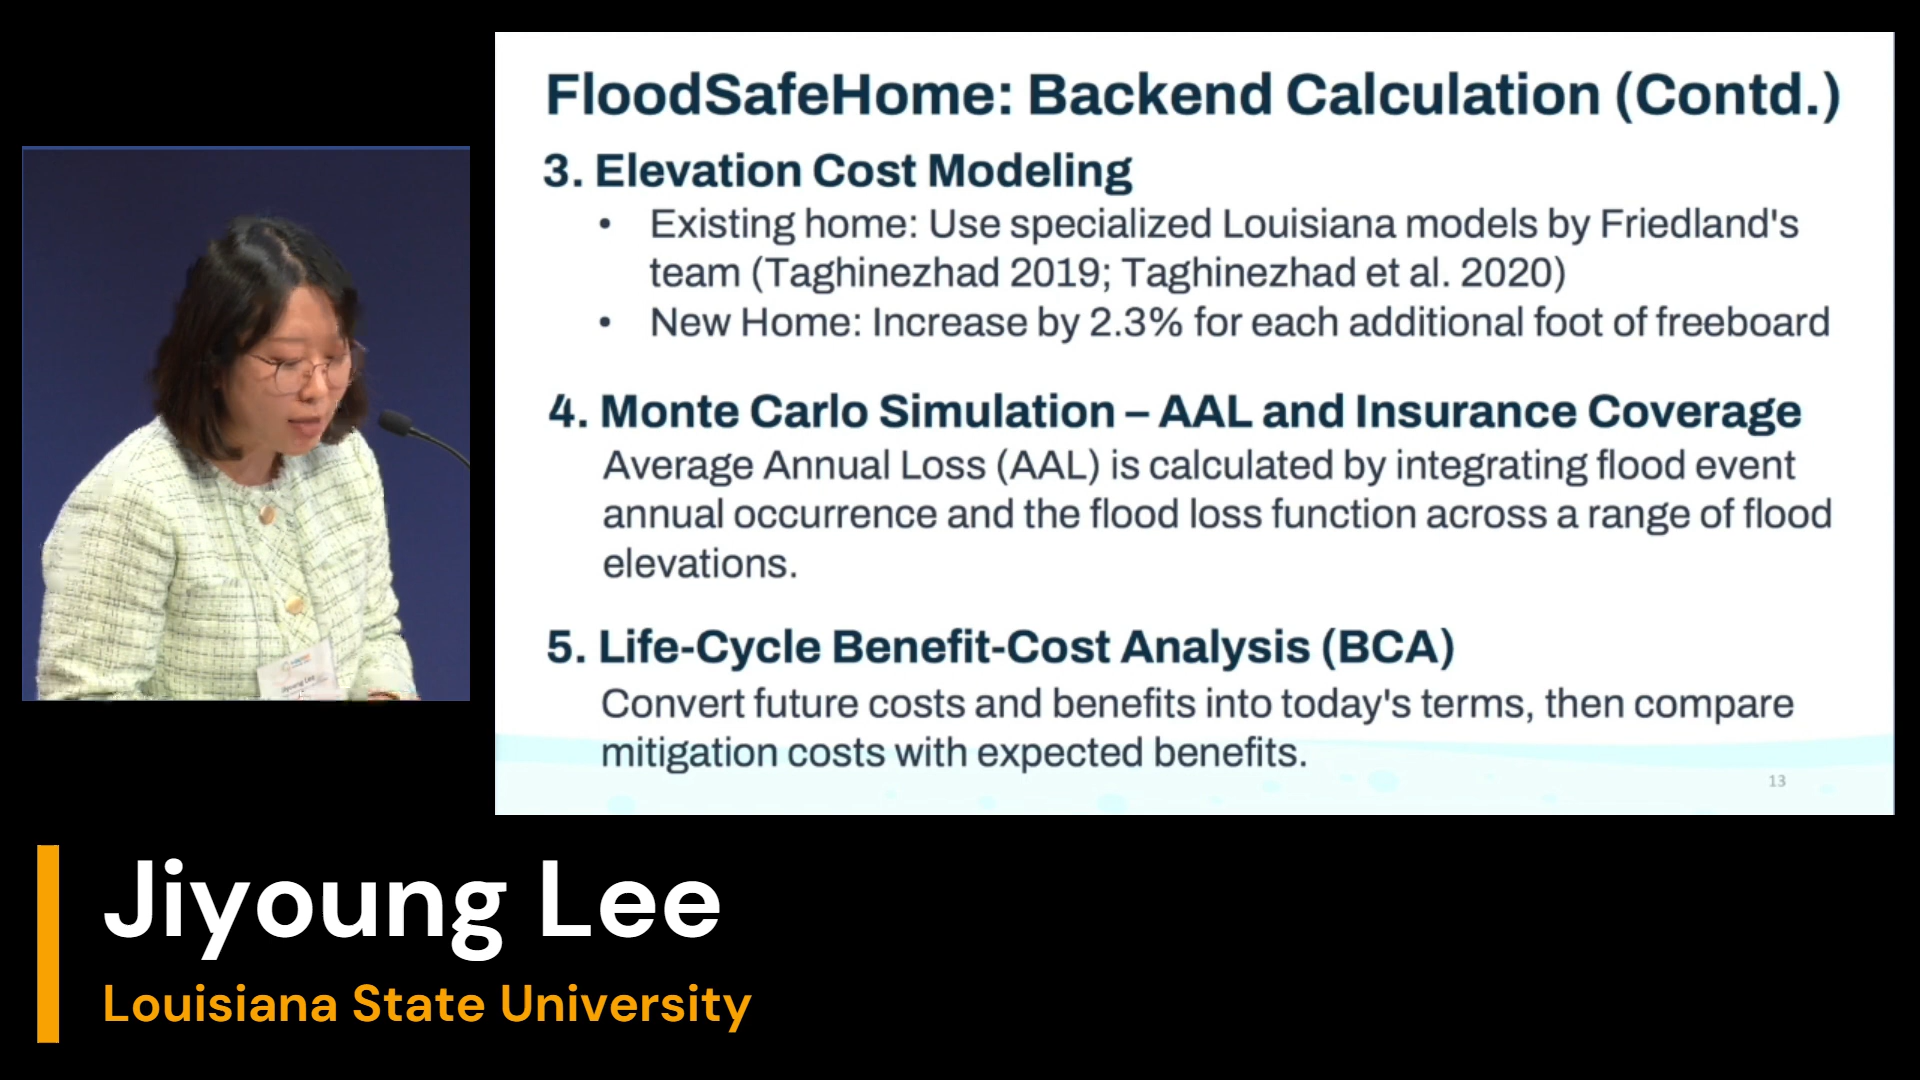 FloodSafeHome: Backend Calculation (Contd.)
3. Elevation Cost Modeling
• Existing home: Use specialized Louisiana models by Friedland's
team (Taghinezhad 2019; Taghinezhad et al. 2020)
• New Home: Increase by 2.3% for each additional foot of freeboard
4. Monte Carlo Simulation – AAL and Insurance Coverage
Average Annual Loss (AAL) is calculated by integrating flood event
annual occurrence and the flood loss function across a range of flood
elevations.
5. Life-Cycle Benefit-Cost Analysis (BCA)
Convert future costs and benefits into today's terms, then compare
mitigation costs with expected benefits.
13
Jiyoung Lee
Jiyoung Lee
Louisiana State University